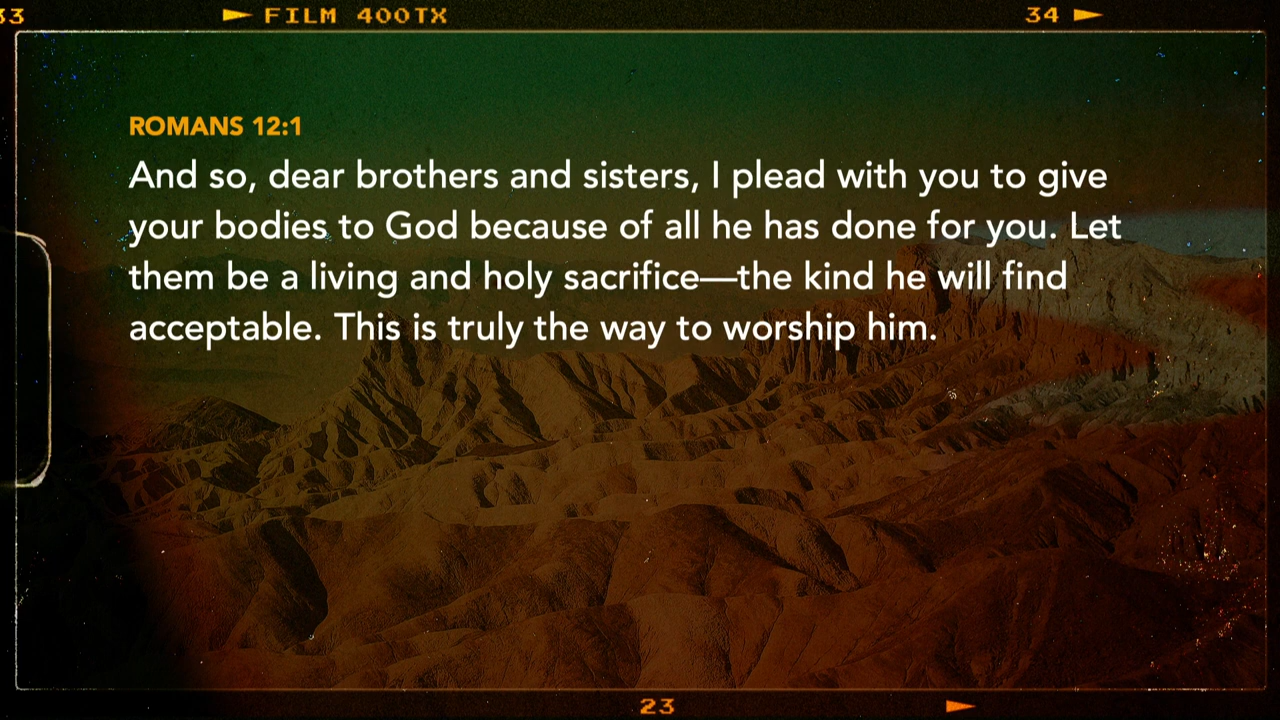 33 FILM 400TX 34
ROMANS 12:1
And so, dear brothers and sisters, I plead with you to give
your bodies to God because of all he has done for you. Let
them be a living and holy sacrifice—the kind he will find
acceptable. This is truly the way to worship him.
23